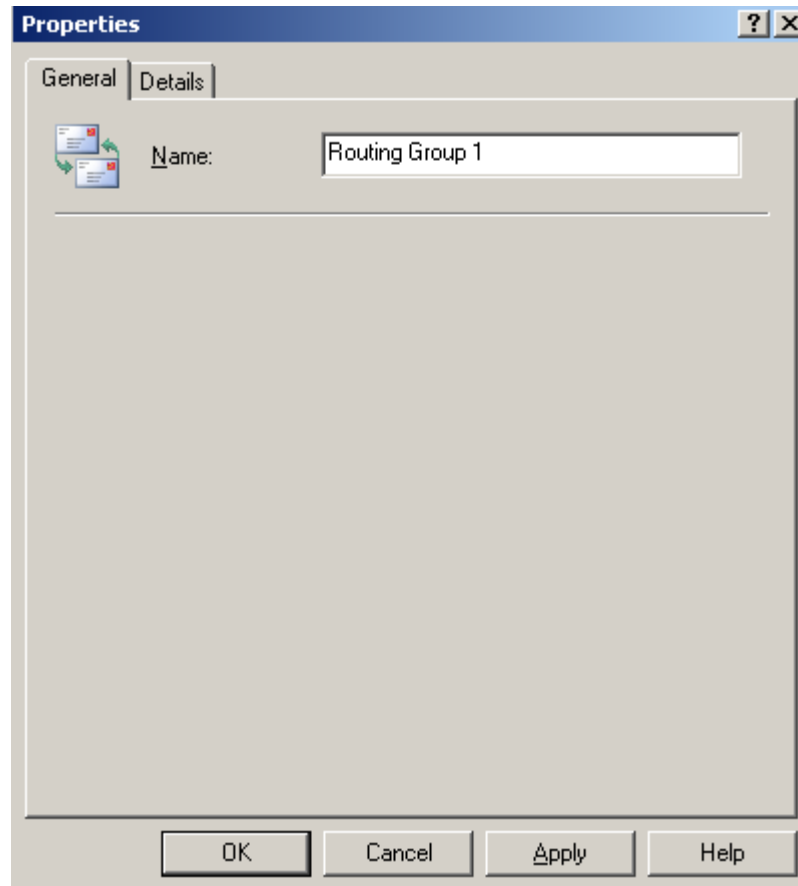 Properties
General Details
Name: Routing Group 1
OK Cancel Apply Help